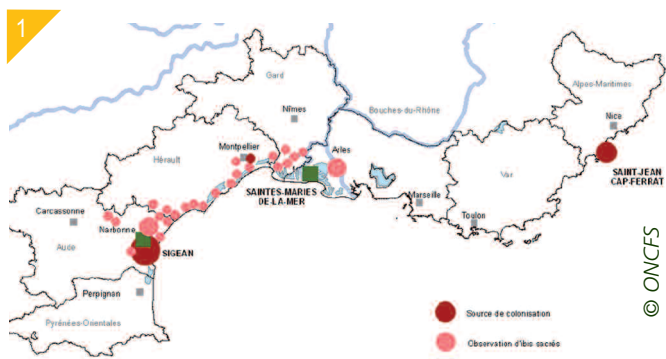 1
Gard
Alpes-Maritimes
Nîmes
Bouches-du-Rhône
Nice
Hérault
Montpellier
Arles
SAINT-JEAN
CAP-FERRAT
SAINTES-MARIES
DE-LA-MER
Var
Marseille
Carcassonne
Toulon
Narbonne
Aude
SIGEAN
Perpignan
Pyrénées-Orientales
Source de colonisation
Observation d'ibis sacrés
© ONCFS